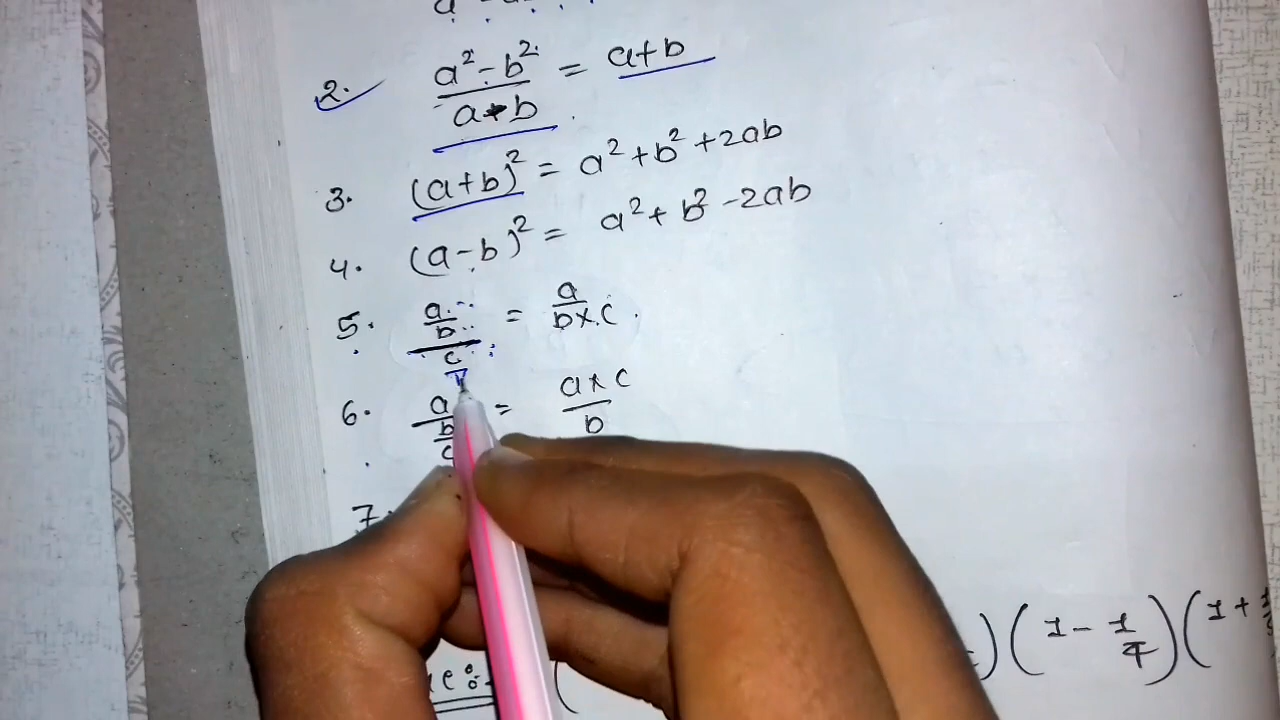 2. a² - b² / a - b = a+b
3. (a+b)² = a² + b² + 2ab
4. (a-b)² = a² + b² - 2ab
5. a/b / c = a / b×c
6. a / b/c = a×c / b
7.
) (1 - 1/4) (1 +